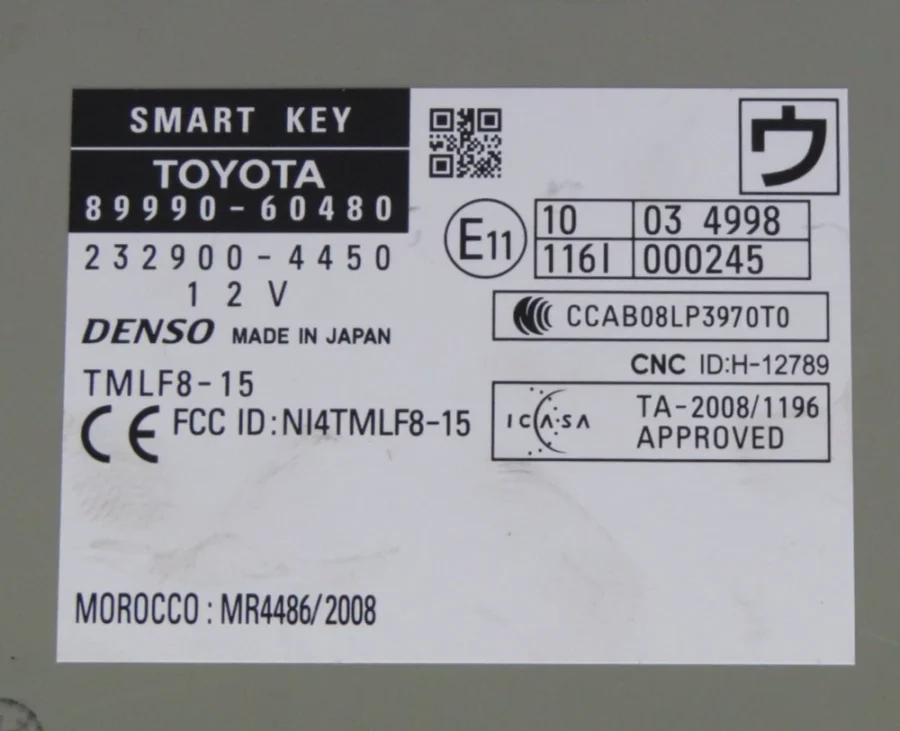 SMART KEY
TOYOTA
89990-60480
232900-4450
12V
DENSO MADE IN JAPAN
TMLF8-15
CE FCC ID:NI4TMLF8-15
ウ
E11
10 03 4998
116I 000245
CCAB08LP3970T0
CNC ID:H-12789
ICASA
TA-2008/1196
APPROVED
MOROCCO : MR4486/2008